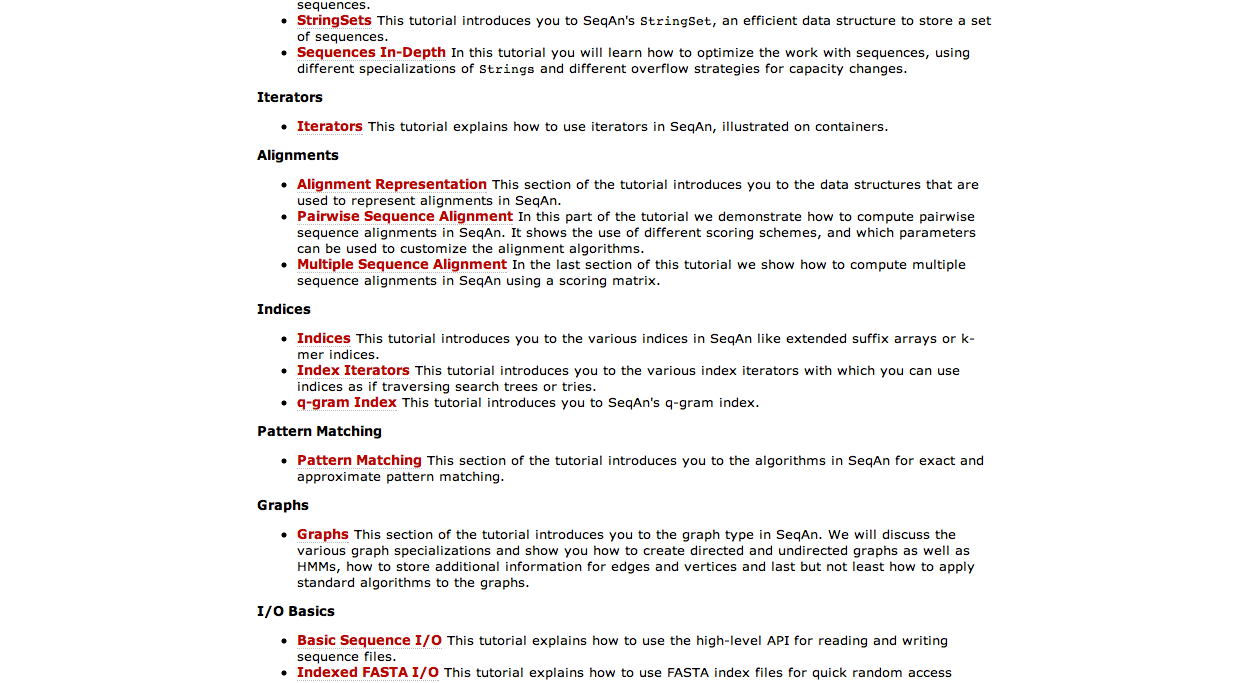 sequences.
• StringSets This tutorial introduces you to SeqAn's StringSet, an efficient data structure to store a set
of sequences.
• Sequences In-Depth In this tutorial you will learn how to optimize the work with sequences, using
different specializations of Strings and different overflow strategies for capacity changes.
Iterators
• Iterators This tutorial explains how to use iterators in SeqAn, illustrated on containers.
Alignments
• Alignment Representation This section of the tutorial introduces you to the data structures that are
used to represent alignments in SeqAn.
• Pairwise Sequence Alignment In this part of the tutorial we demonstrate how to compute pairwise
sequence alignments in SeqAn. It shows the use of different scoring schemes, and which parameters
can be used to customize the alignment algorithms.
• Multiple Sequence Alignment In the last section of this tutorial we show how to compute multiple
sequence alignments in SeqAn using a scoring matrix.
Indices
• Indices This tutorial introduces you to the various indices in SeqAn like extended suffix arrays or k-
mer indices.
• Index Iterators This tutorial introduces you to the various index iterators with which you can use
indices as if traversing search trees or tries.
• q-gram Index This tutorial introduces you to SeqAn's q-gram index.
Pattern Matching
• Pattern Matching This section of the tutorial introduces you to the algorithms in SeqAn for exact and
approximate pattern matching.
Graphs
• Graphs This section of the tutorial introduces you to the graph type in SeqAn. We will discuss the
various graph specializations and show you how to create directed and undirected graphs as well as
HMMs, how to store additional information for edges and vertices and last but not least how to apply
standard algorithms to the graphs.
I/O Basics
• Basic Sequence I/O This tutorial explains how to use the high-level API for reading and writing
sequence files.
• Indexed FASTA I/O This tutorial explains how to use FASTA index files for quick random access